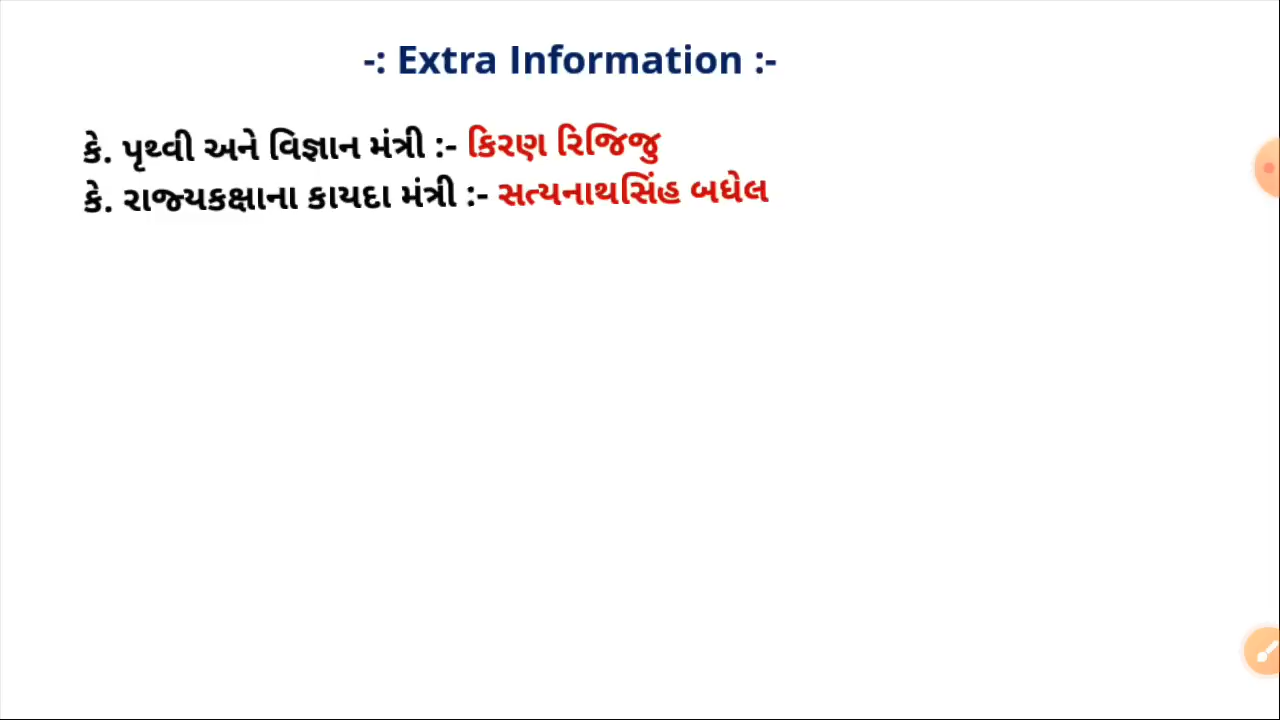 -: Extra Information :-
કે. પૃથ્વી અને વિજ્ઞાન મંત્રી :- કિરણ રિજિજુ
કે. રાજ્યકક્ષાના કાયદા મંત્રી :- સત્યનાથસિંહ બઘેલ